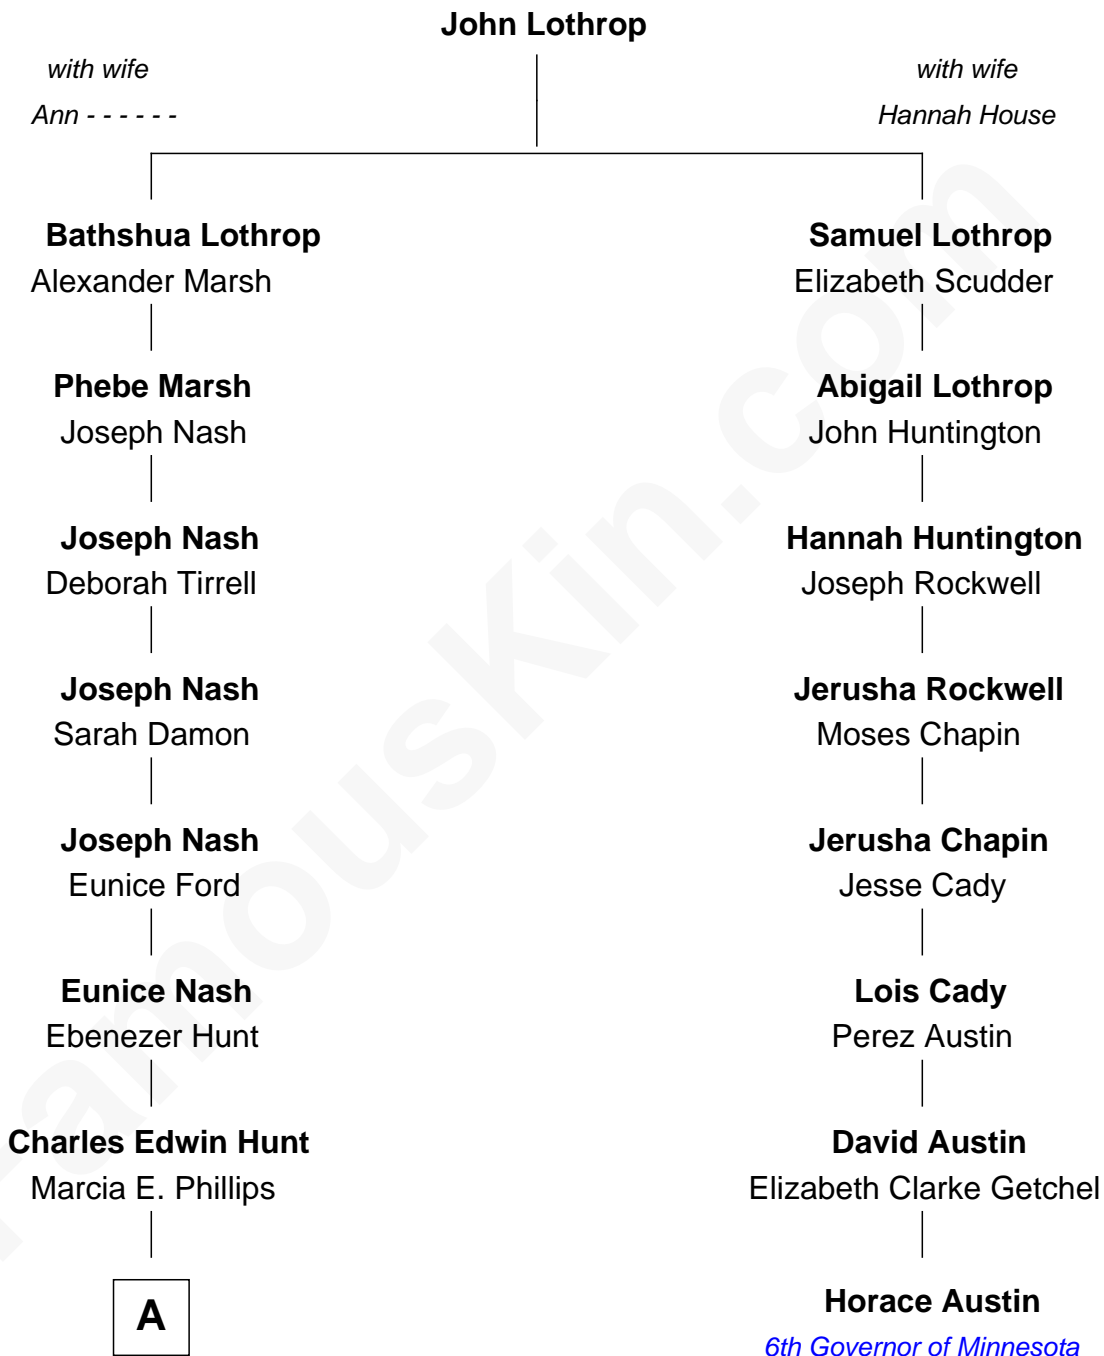 John Lothrop
with wife
Ann - - - - - -
with wife
Hannah House
Bathshua Lothrop
Alexander Marsh
Samuel Lothrop
Elizabeth Scudder
Phebe Marsh
Joseph Nash
Abigail Lothrop
John Huntington
Joseph Nash
Deborah Tirrell
Hannah Huntington
Joseph Rockwell
Joseph Nash
Sarah Damon
Jerusha Rockwell
Moses Chapin
Joseph Nash
Eunice Ford
Jerusha Chapin
Jesse Cady
Eunice Nash
Ebenezer Hunt
Lois Cady
Perez Austin
Charles Edwin Hunt
Marcia E. Phillips
David Austin
Elizabeth Clarke Getchel
A
Horace Austin
6th Governor of Minnesota
FamousKin.com